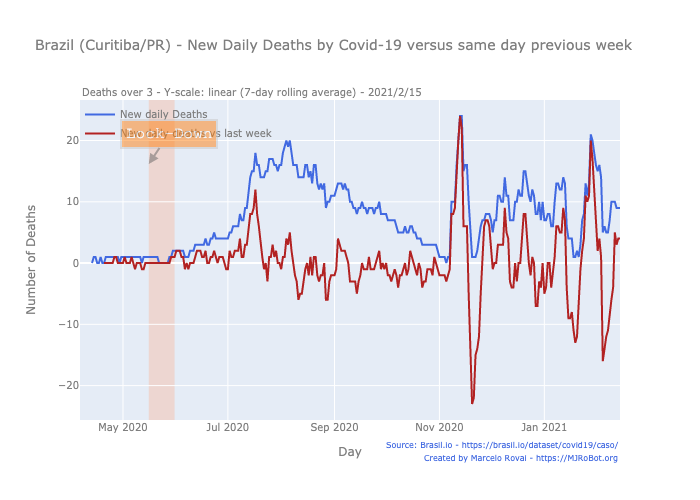 Brazil (Curitiba/PR) - New Daily Deaths by Covid-19 versus same day previous week
Deaths over 3 - Y-scale: linear (7-day rolling average) - 2021/2/15
New daily Deaths
New daily deaths vs last week
Lock-down
20
10
0
−10
−20
Number of Deaths
May 2020
Jul 2020
Sep 2020
Nov 2020
Jan 2021
Day
Source: Brasil.io - https://brasil.io/dataset/covid19/caso/
Created by Marcelo Rovai - https://MJRoBot.org